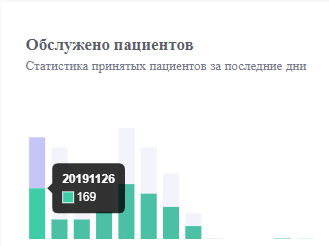 Обслужено пациентов
Статистика принятых пациентов за последние дни
20191126
169